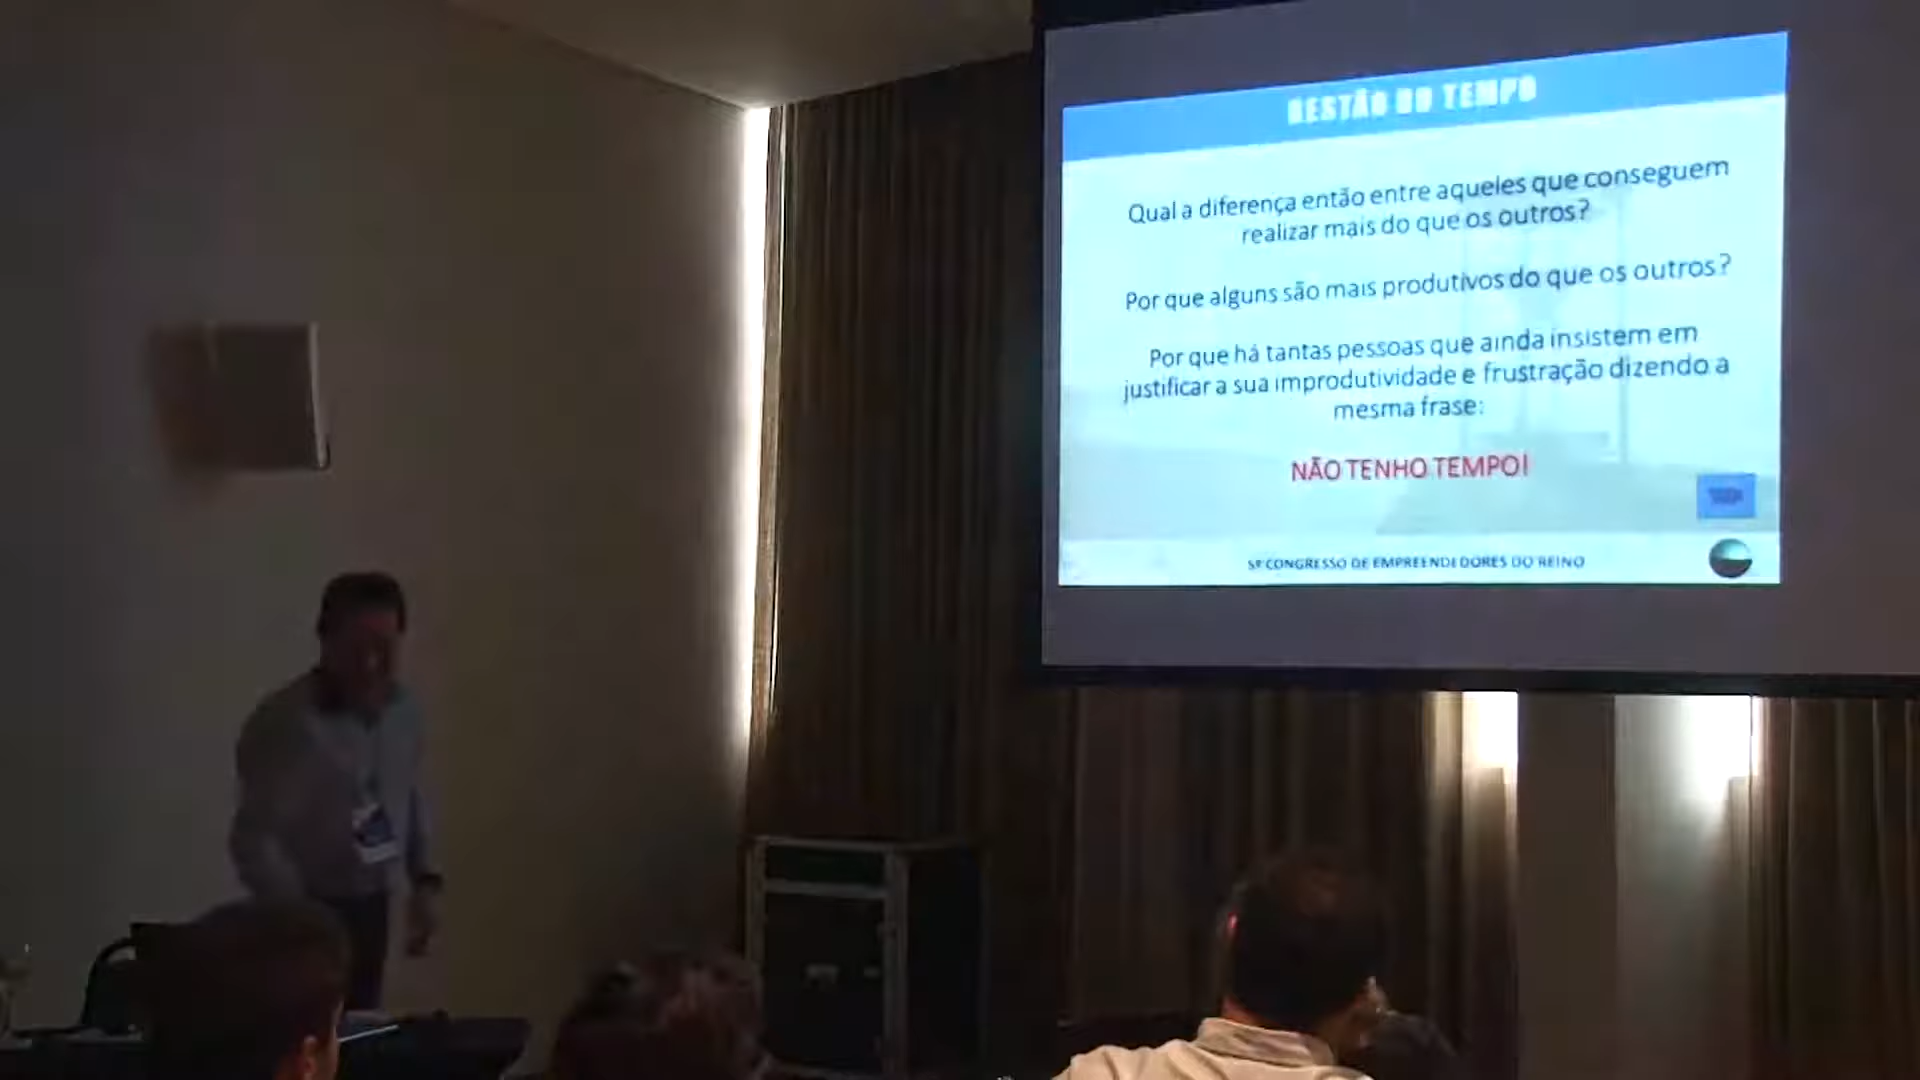 GESTÃO DO TEMPO
Qual a diferença então entre aqueles que conseguem
realizar mais do que os outros?
Por que alguns são mais produtivos do que os outros?
Por que há tantas pessoas que ainda insistem em
justificar a sua improdutividade e frustração dizendo a
mesma frase:
NÃO TENHO TEMPO!
5º CONGRESSO DE EMPREENDEDORES DO REINO